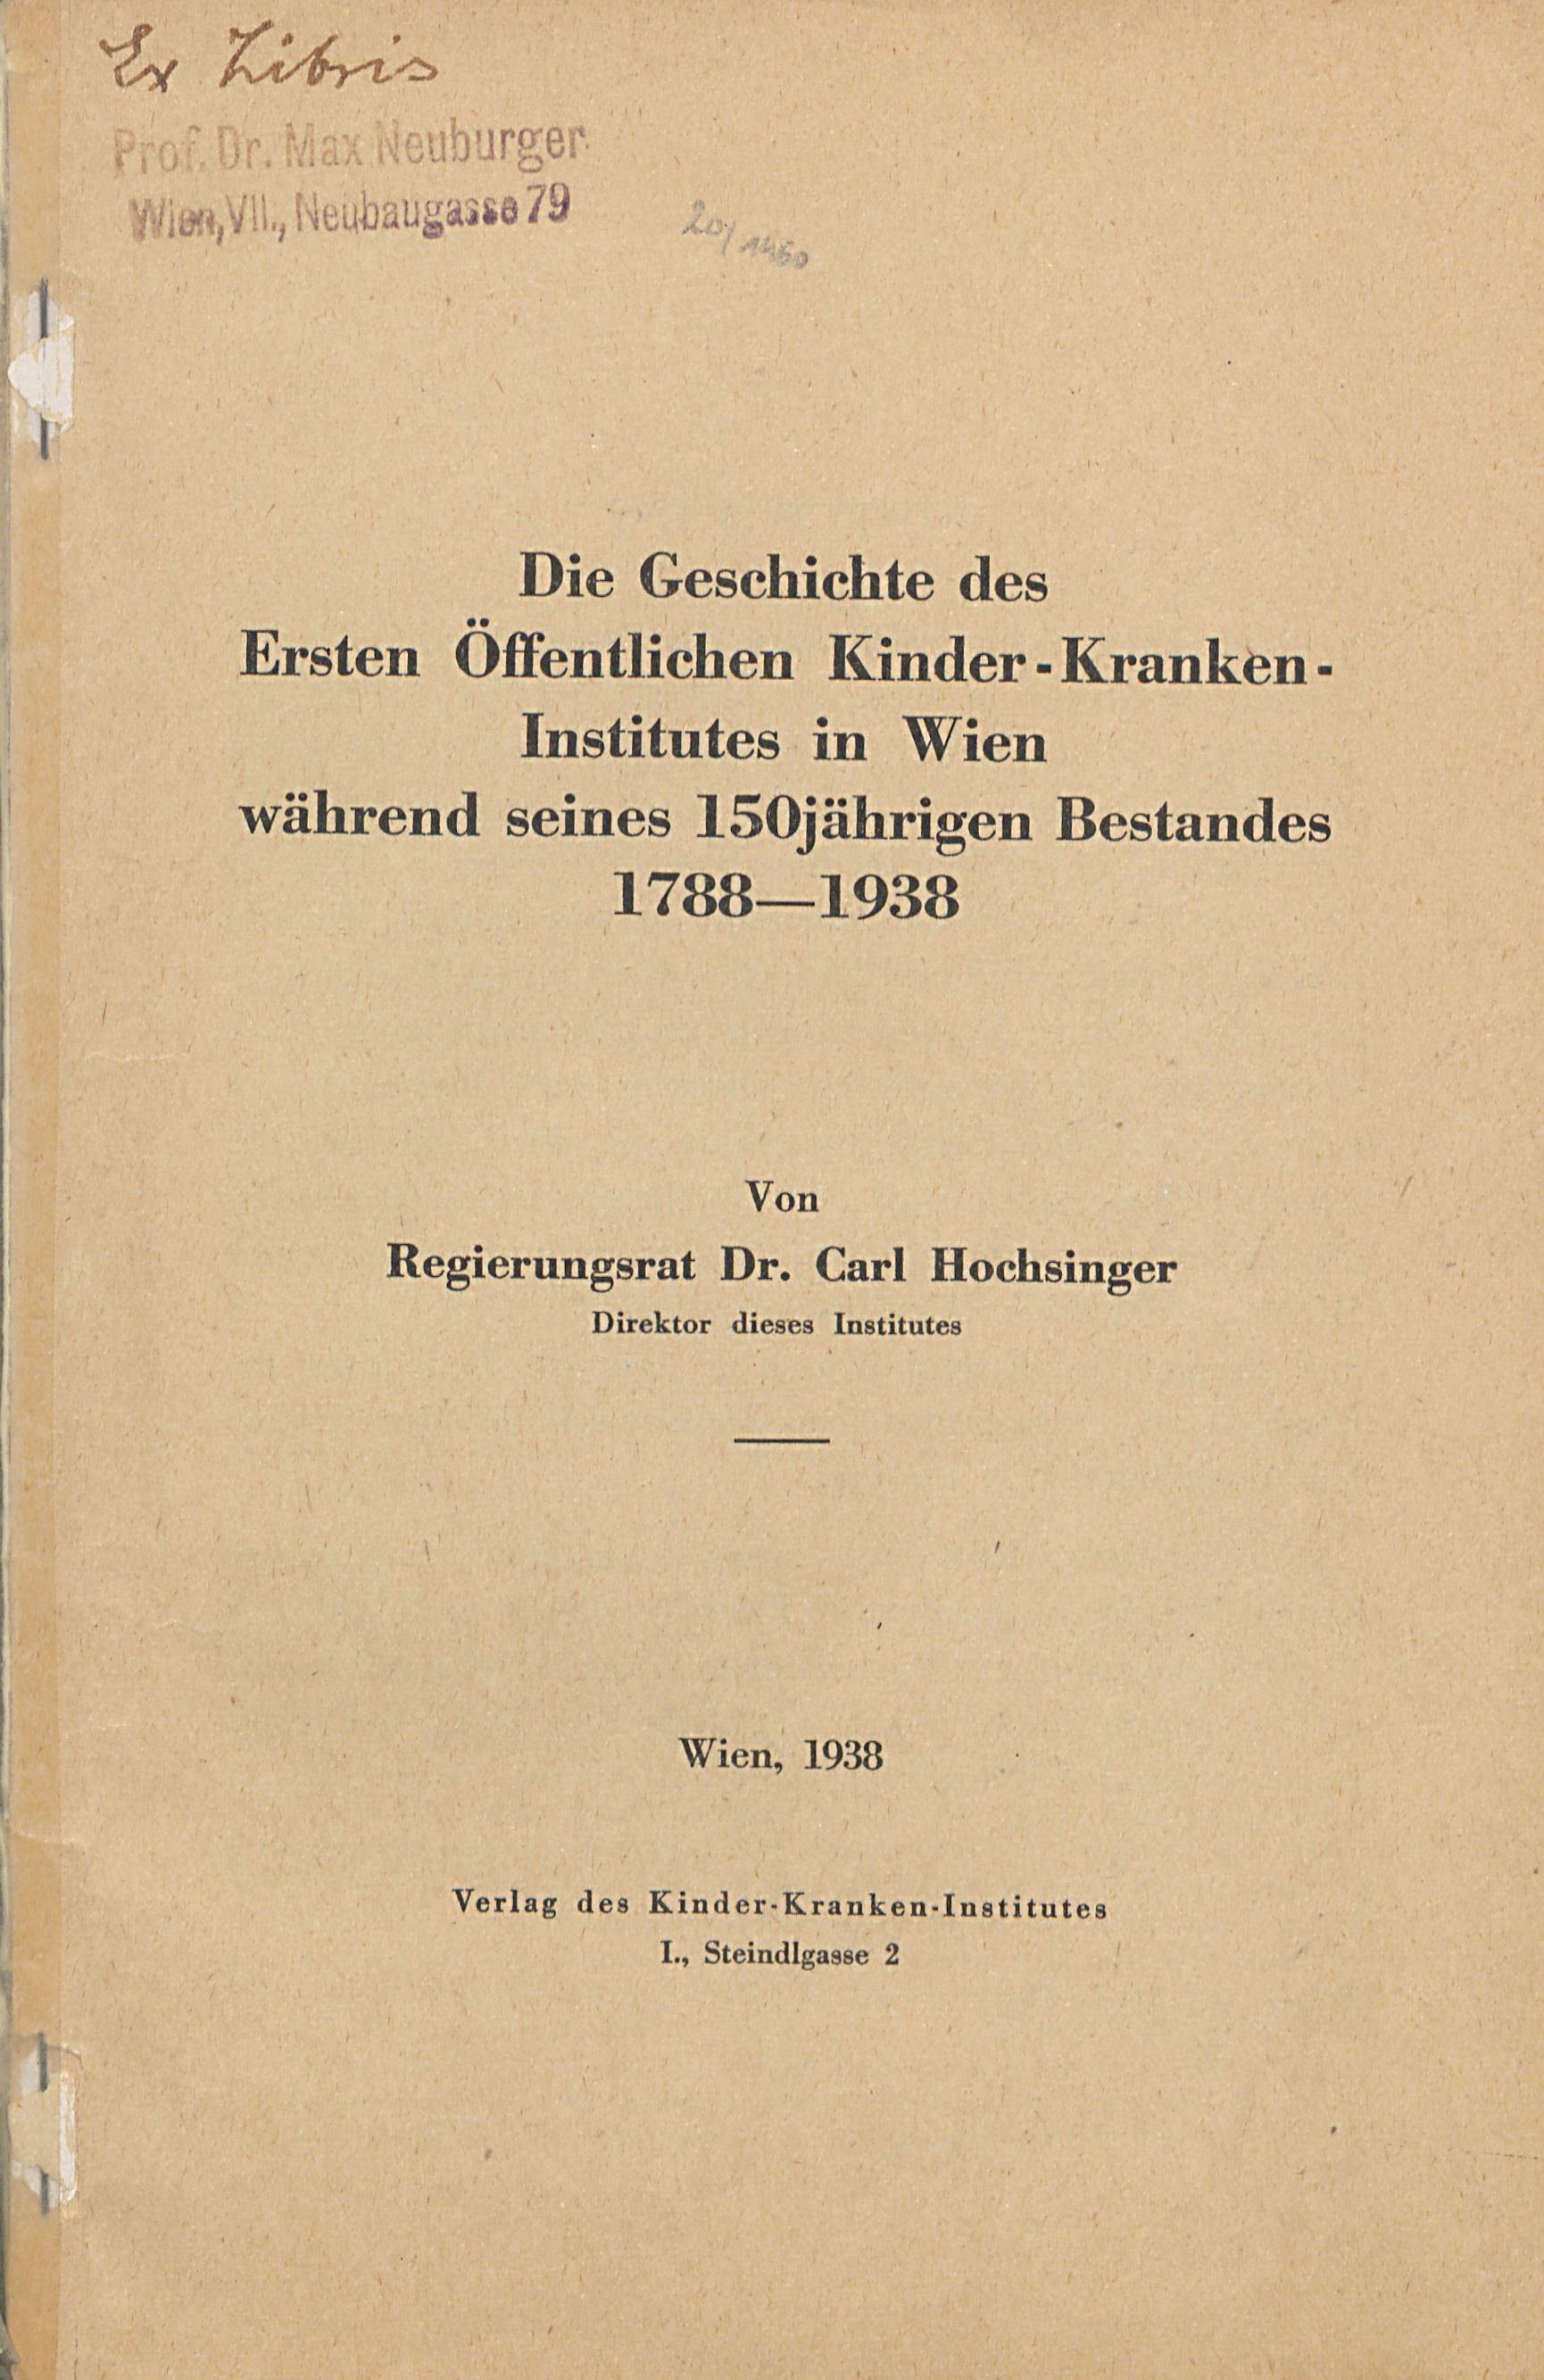 Ex Libris
Prof. Dr. Max Neuburger
Wien, VII., Neubaugasse 79
20/
Die Geschichte des
Ersten Öffentlichen Kinder-Kranken-
Institutes in Wien
während seines 150jährigen Bestandes
1788—1938
Von
Regierungsrat Dr. Carl Hochsinger
Direktor dieses Institutes
Wien, 1938
Verlag des Kinder-Kranken-Institutes
I., Steindlgasse 2